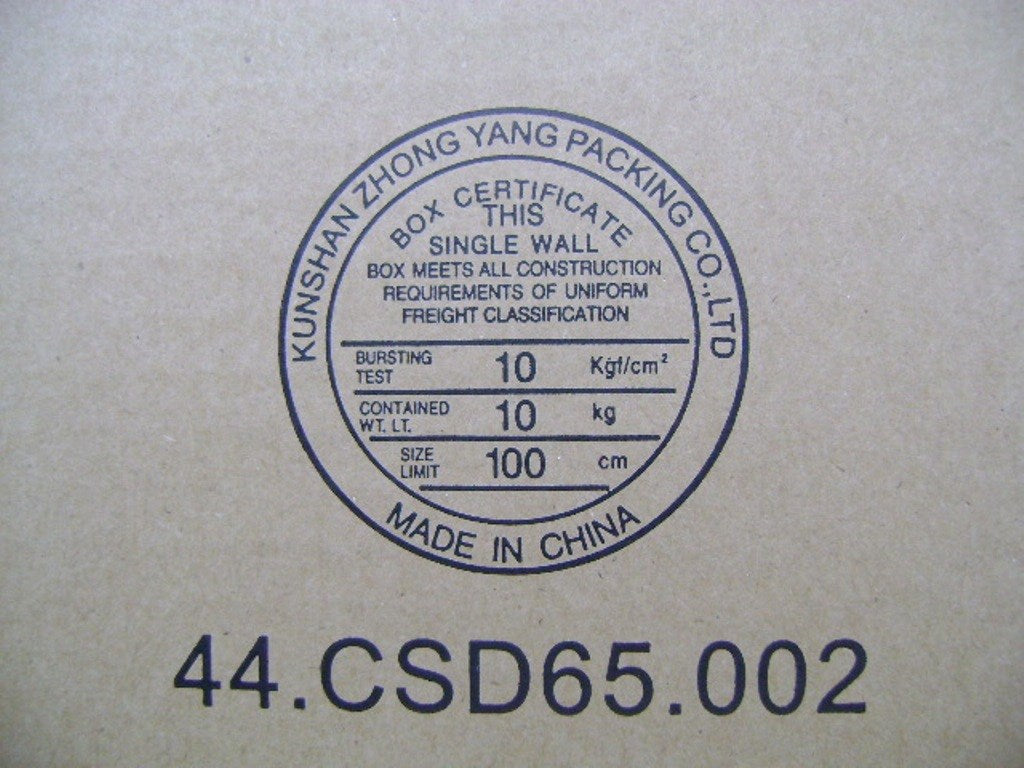 KUNSHAN ZHONG YANG PACKING CO.,LTD
BOX CERTIFICATE
THIS
SINGLE WALL
BOX MEETS ALL CONSTRUCTION
REQUIREMENTS OF UNIFORM
FREIGHT CLASSIFICATION
BURSTING TEST 10 Kgf/cm²
CONTAINED WT. LT. 10 kg
SIZE LIMIT 100 cm
MADE IN CHINA
44.CSD65.002